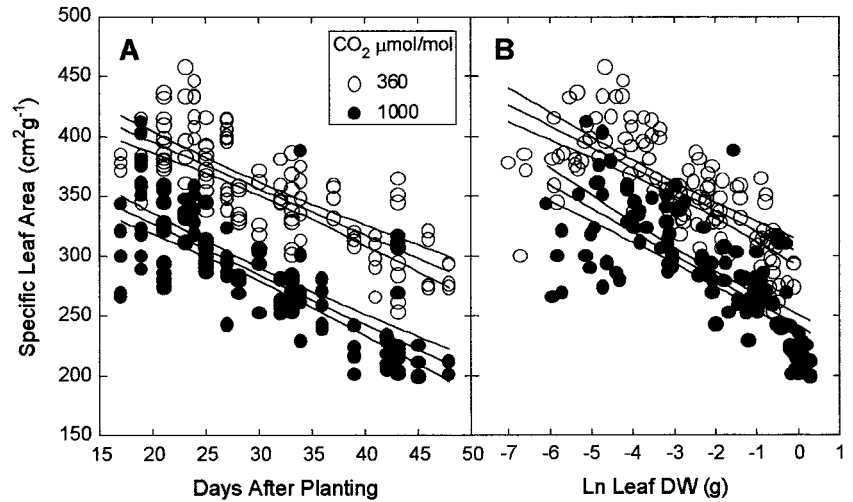 500
450
400
350
300
250
200
150
Specific Leaf Area (cm²g⁻¹)
A
CO₂ μmol/mol
360
1000
15 20 25 30 35 40 45 50
Days After Planting
B
-7 -6 -5 -4 -3 -2 -1 0 1
Ln Leaf DW (g)